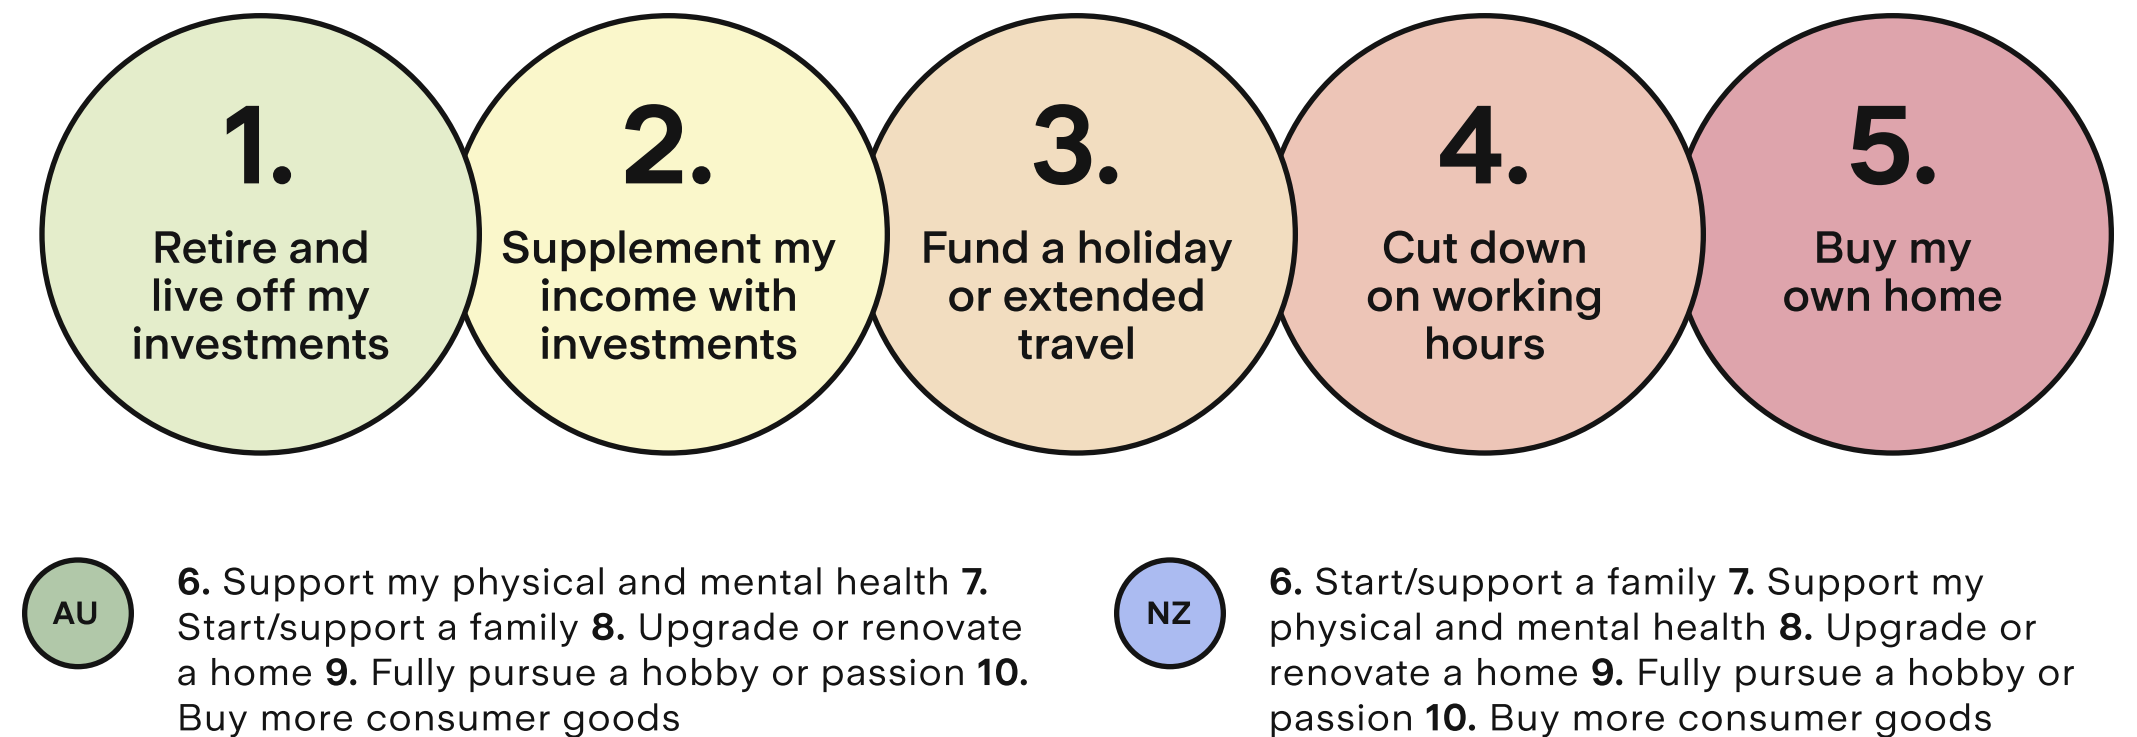 1.
Retire and
live off my
investments
2.
Supplement my
income with
investments
3.
Fund a holiday
or extended
travel
4.
Cut down
on working
hours
5.
Buy my
own home
AU
6. Support my physical and mental health 7.
Start/support a family 8. Upgrade or renovate
a home 9. Fully pursue a hobby or passion 10.
Buy more consumer goods
NZ
6. Start/support a family 7. Support my
physical and mental health 8. Upgrade or
renovate a home 9. Fully pursue a hobby or
passion 10. Buy more consumer goods